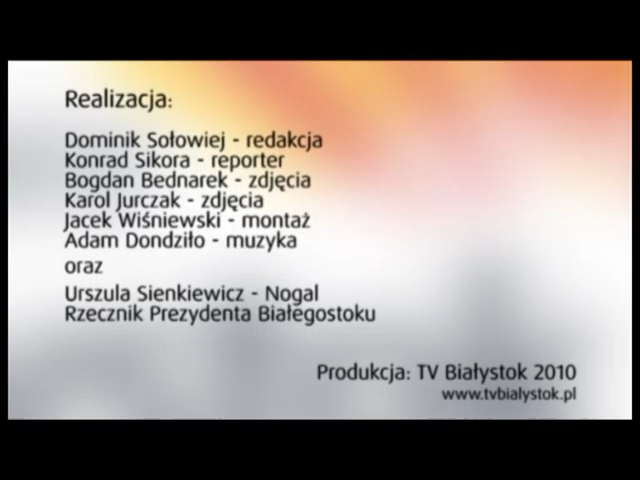 Realizacja:
Dominik Sołowiej - redakcja
Konrad Sikora - reporter
Bogdan Bednarek - zdjęcia
Karol Jurczak - zdjęcia
Jacek Wiśniewski - montaż
Adam Dondziło - muzyka
oraz
Urszula Sienkiewicz - Nogal
Rzecznik Prezydenta Białegostoku
Produkcja: TV Białystok 2010
www.tvbialystok.pl